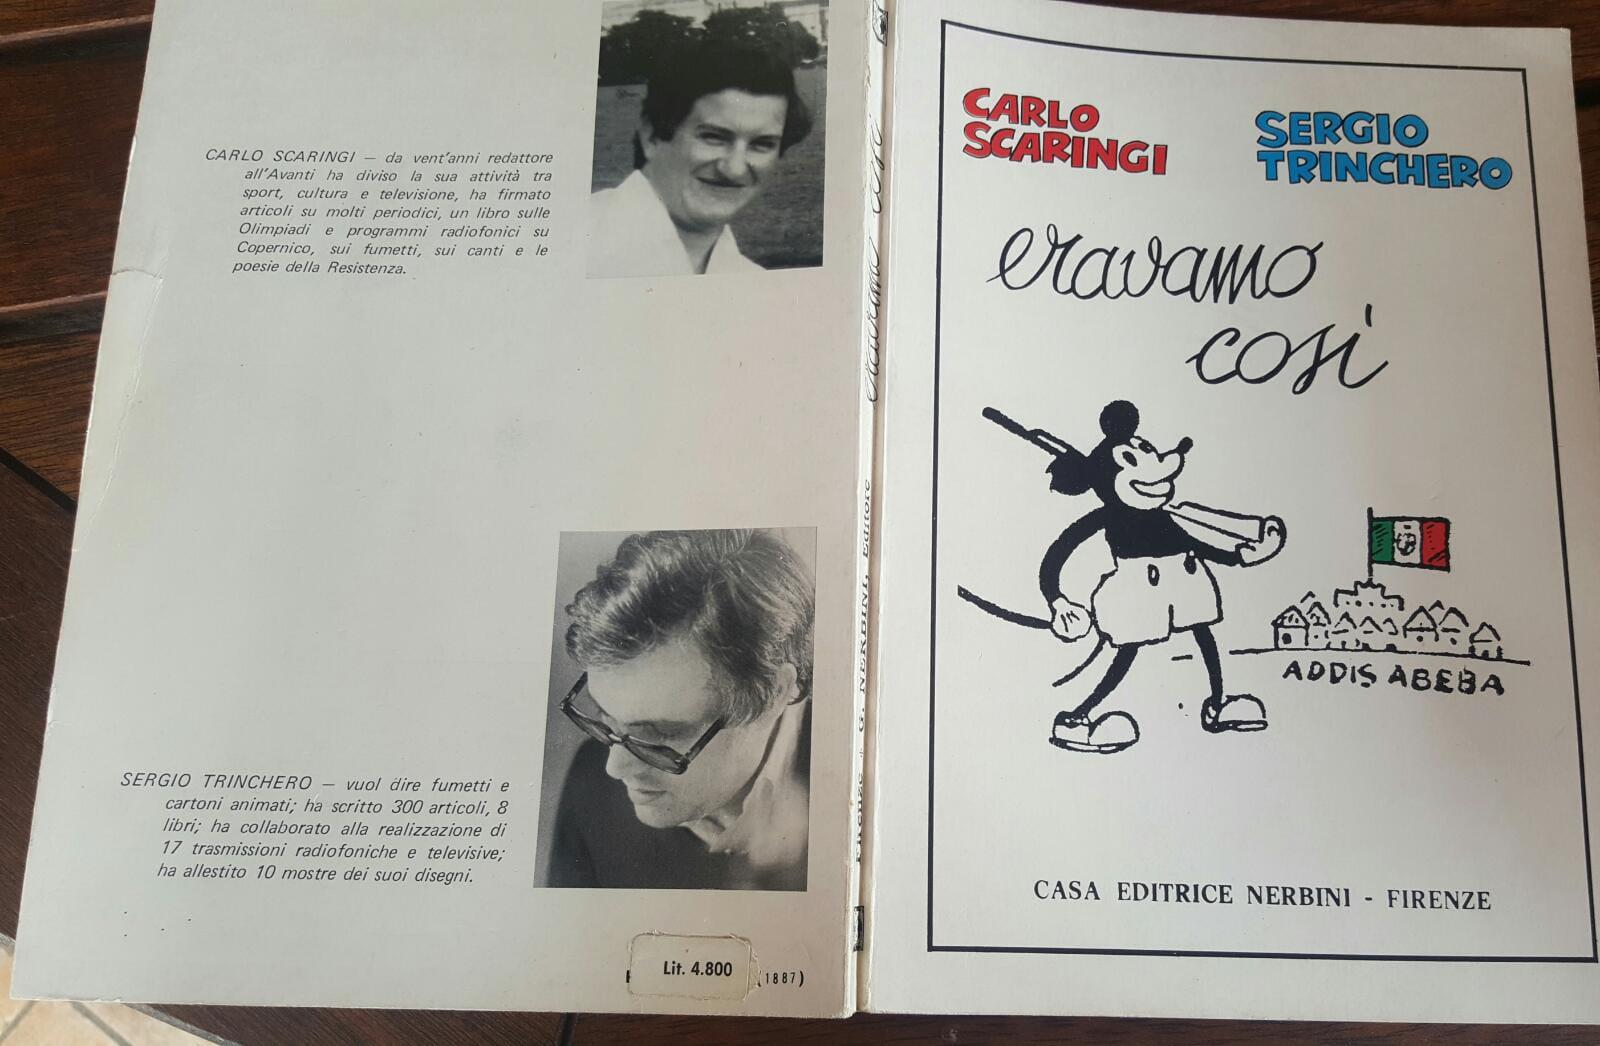 CARLO SCARINGI — da vent'anni redattore
all'Avanti ha diviso la sua attività tra
sport, cultura e televisione, ha firmato
articoli su molti periodici, un libro sulle
Olimpiadi e programmi radiofonici su
Copernico, sui fumetti, sui canti e le
poesie della Resistenza.
SERGIO TRINCHERO — vuol dire fumetti e
cartoni animati; ha scritto 300 articoli, 8
libri; ha collaborato alla realizzazione di
17 trasmissioni radiofoniche e televisive;
ha allestito 10 mostre dei suoi disegni.
Lit. 4.800
(1887)
eravamo così
G. NERBINI, Editore
Firenze
CARLO
SCARINGI
SERGIO
TRINCHERO
eravamo
così
ADDIS ABEBA
CASA EDITRICE NERBINI - FIRENZE